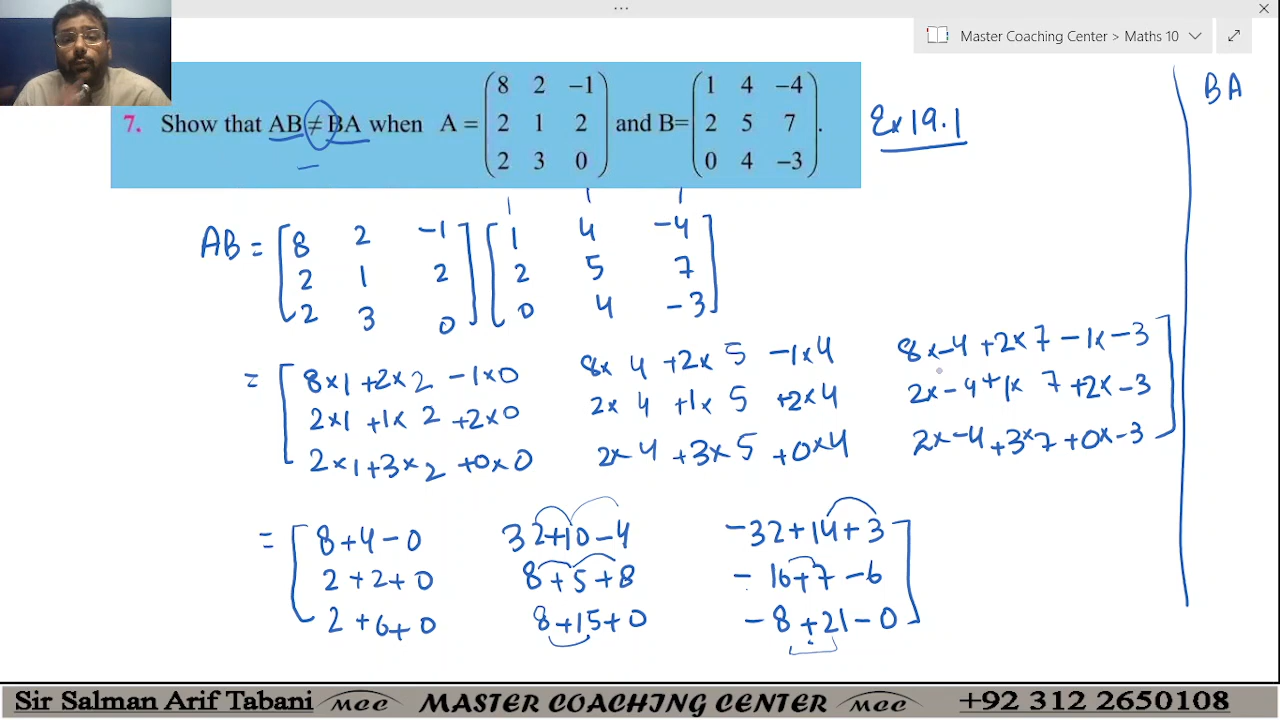 ...
Master Coaching Center > Maths 10
BA
7. Show that AB ≠ BA when A = (8 2 −1
2 1 2
2 3 0) and B= (1 4 −4
2 5 7
0 4 −3).
Ex 19.1
AB = [8 2 -1
2 1 2
2 3 0] [1 4 -4
2 5 7
0 4 -3]
= [8×1 +2×2 -1×0 8× 4 +2× 5 -1×4 8×-4 +2×7 -1×-3
2×1 +1×2 +2×0 2× 4 +1× 5 +2×4 2×-4+1× 7 +2×-3
2×1+3×2 +0×0 2×4 +3×5 +0×4 2×-4+3×7+0×-3]
= [8+4-0 32+10-4 -32+14+3
2+2+0 8+5+8 -16+7-6
2+6+0 8+15+0 -8+21-0]
Sir Salman Arif Tabani mcc MASTER COACHING CENTER mcc +92 312 2650108